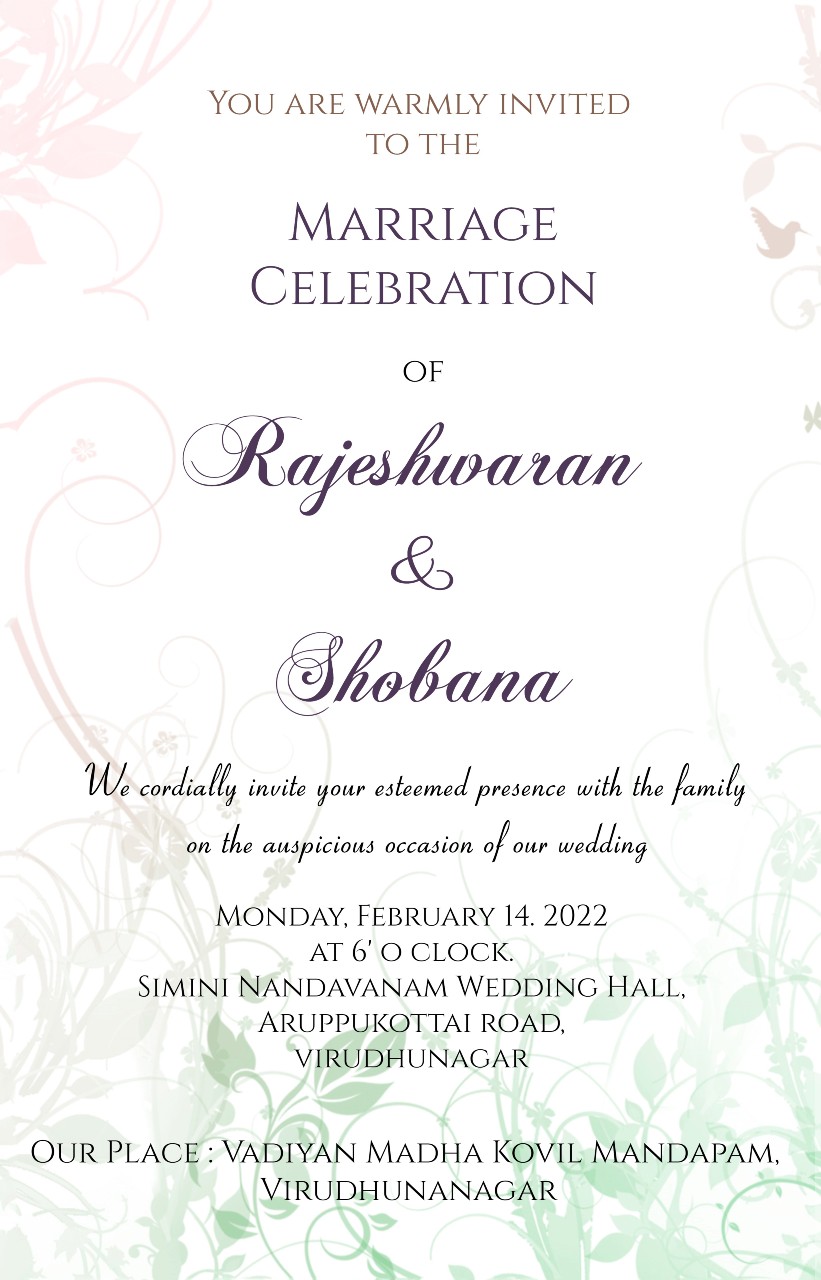 You are warmly invited
to the
Marriage
Celebration
of
Rajeshwaran
&
Shobana
We cordially invite your esteemed presence with the family
on the auspicious occasion of our wedding
Monday, February 14. 2022
at 6' o clock.
Simini Nandavanam Wedding Hall,
Aruppukottai road,
virudhunagar
Our Place : Vadiyan Madha Kovil Mandapam,
Virudhunanagar